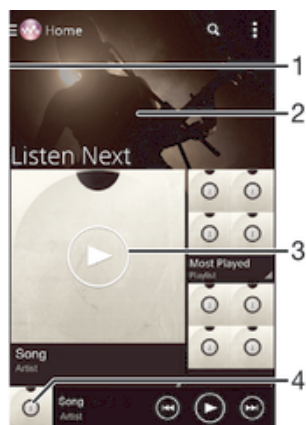 Home
1
2
Listen Next
3
Most Played
Playlist
Song
Artist
4
Song
Artist